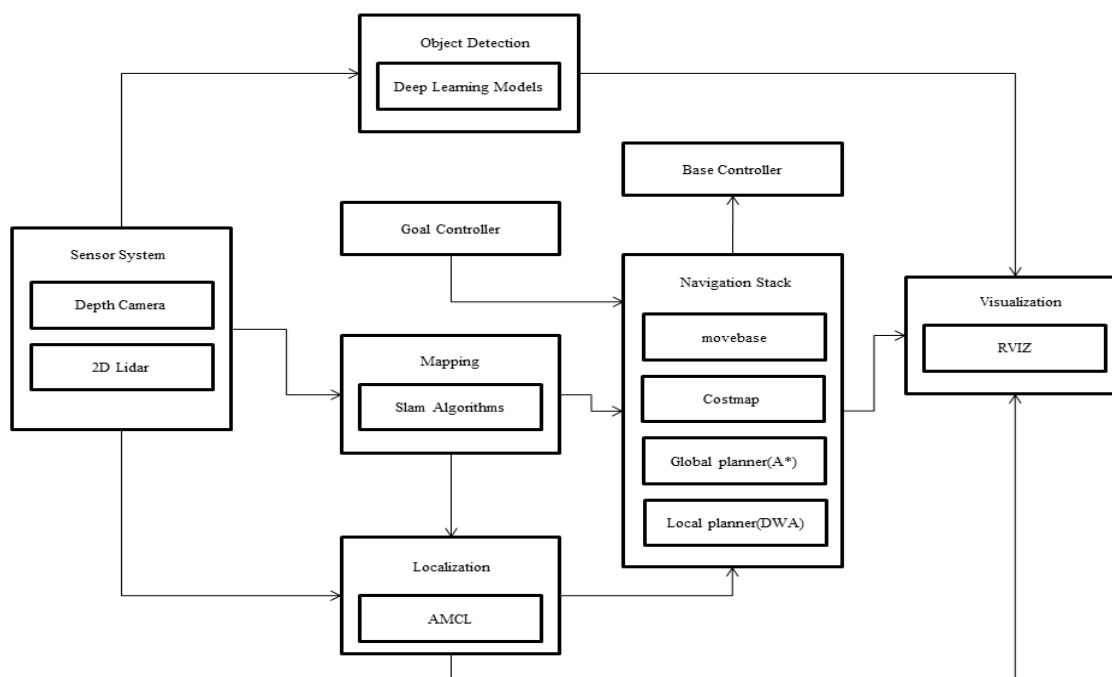 Object Detection
Deep Learning Models
Base Controller
Goal Controller
Sensor System
Depth Camera
2D Lidar
Mapping
Slam Algorithms
Localization
AMCL
Navigation Stack
movebase
Costmap
Global planner(A*)
Local planner(DWA)
Visualization
RVIZ